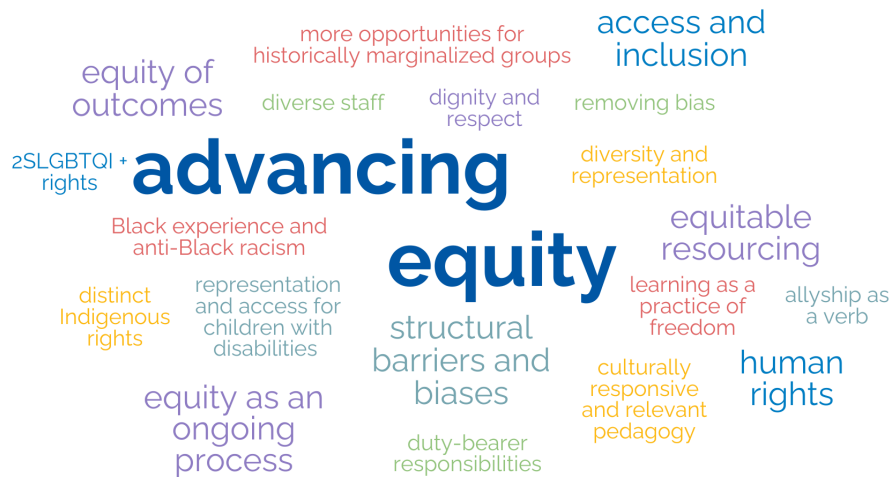 more opportunities for
historically marginalized groups
access and
inclusion
equity of
outcomes
diverse staff
dignity and
respect
removing bias
2SLGBTQI +
rights
advancing
diversity and
representation
Black experience and
anti-Black racism
equity
equitable
resourcing
distinct
Indigenous
rights
representation
and access for
children with
disabilities
structural
barriers and
biases
learning as a
practice of
freedom
allyship as
a verb
equity as an
ongoing
process
duty-bearer
responsibilities
culturally
responsive
and relevant
pedagogy
human
rights